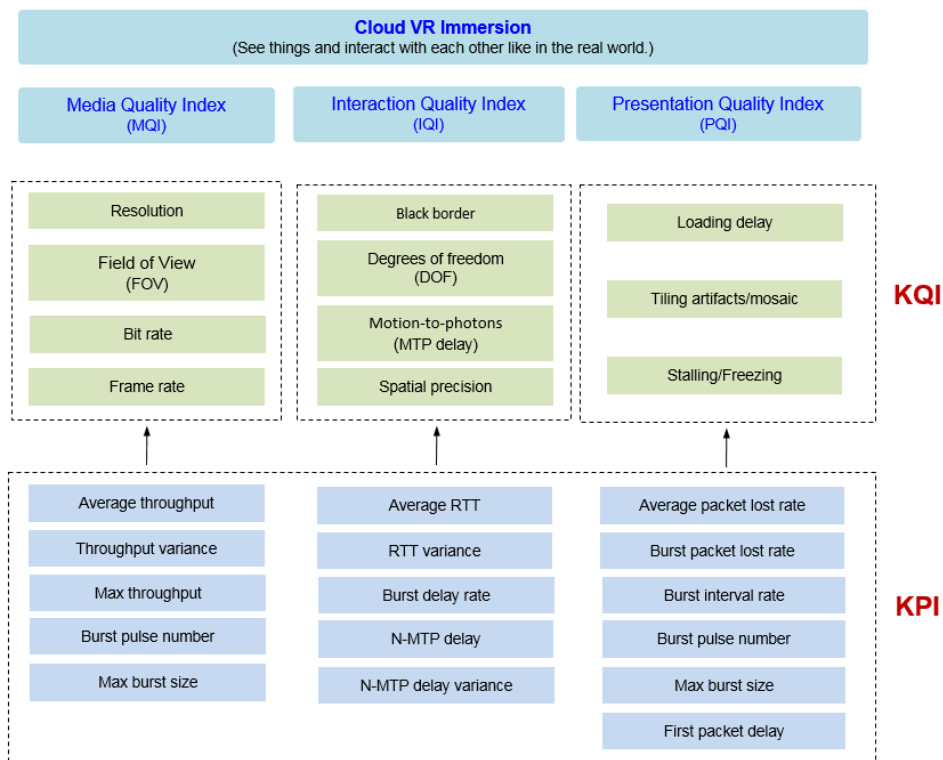 Cloud VR Immersion
(See things and interact with each other like in the real world.)
Media Quality Index
(MQI)
Interaction Quality Index
(IQI)
Presentation Quality Index
(PQI)
Resolution
Field of View
(FOV)
Bit rate
Frame rate
Black border
Degrees of freedom
(DOF)
Motion-to-photons
(MTP delay)
Spatial precision
Loading delay
Tiling artifacts/mosaic
Stalling/Freezing
KQI
Average throughput
Throughput variance
Max throughput
Burst pulse number
Max burst size
Average RTT
RTT variance
Burst delay rate
N-MTP delay
N-MTP delay variance
Average packet lost rate
Burst packet lost rate
Burst interval rate
Burst pulse number
Max burst size
First packet delay
KPI